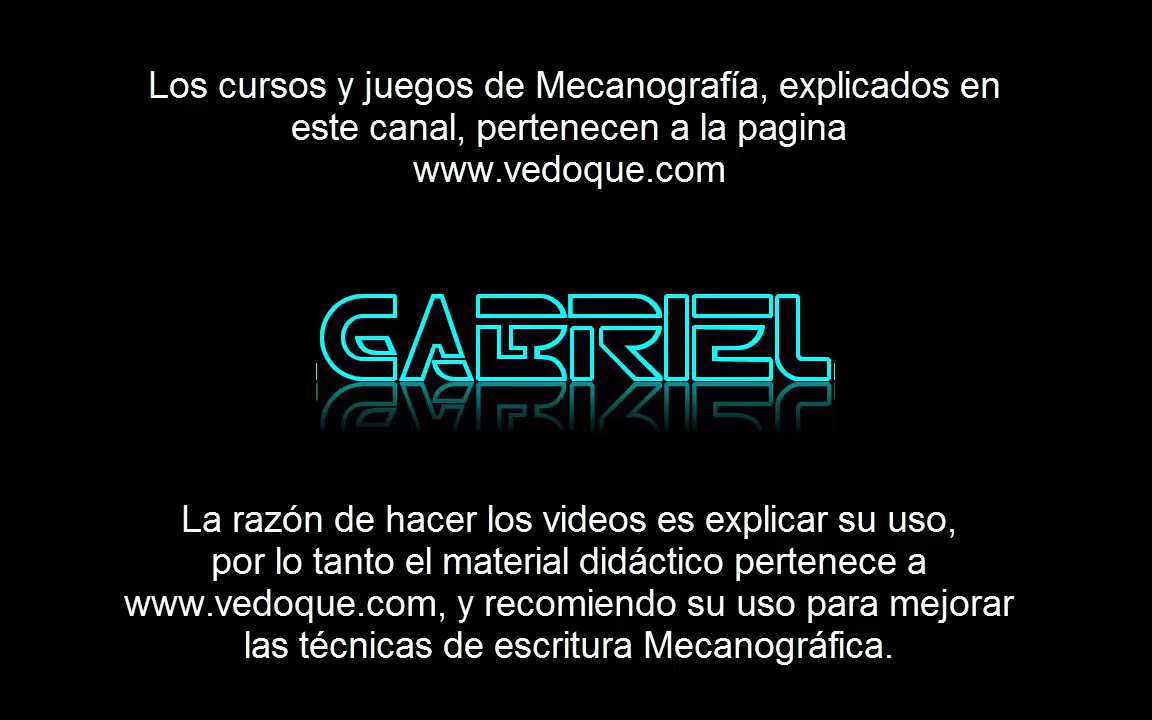 Los cursos y juegos de Mecanografía, explicados en
este canal, pertenecen a la pagina
www.vedoque.com
GABRIEL
La razón de hacer los videos es explicar su uso,
por lo tanto el material didáctico pertenece a
www.vedoque.com, y recomiendo su uso para mejorar
las técnicas de escritura Mecanográfica.